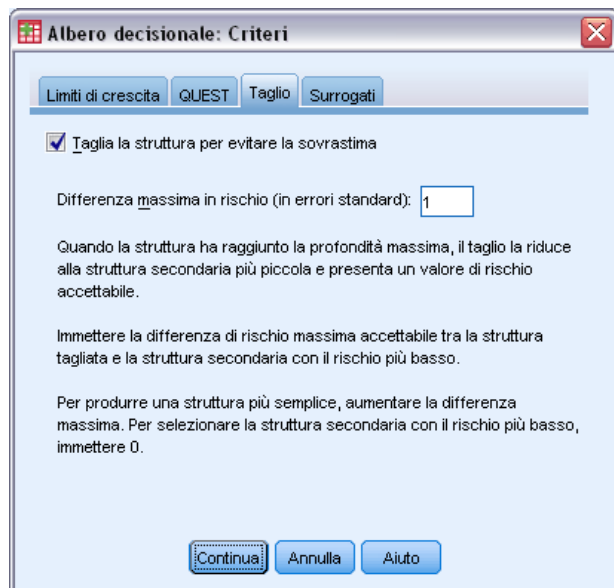 Albero decisionale: Criteri
Limiti di crescita QUEST Taglio Surrogati
Taglia la struttura per evitare la sovrastima
Differenza massima in rischio (in errori standard): 1
Quando la struttura ha raggiunto la profondità massima, il taglio la riduce
alla struttura secondaria più piccola e presenta un valore di rischio
accettabile.
Immettere la differenza di rischio massima accettabile tra la struttura
tagliata e la struttura secondaria con il rischio più basso.
Per produrre una struttura più semplice, aumentare la differenza
massima. Per selezionare la struttura secondaria con il rischio più basso,
immettere 0.
Continua Annulla Aiuto